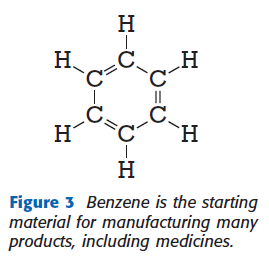 H
H C H
C C
C C
H C H
H
Figure 3 Benzene is the starting
material for manufacturing many
products, including medicines.